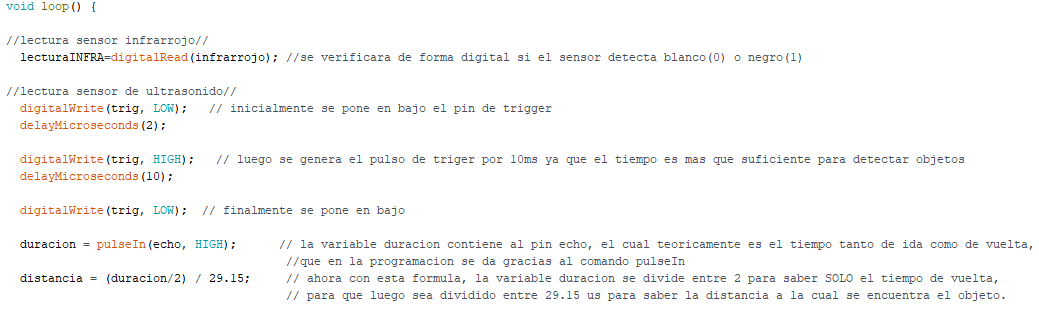 void loop() {
//lectura sensor infrarrojo//
lecturaINFRA=digitalRead(infrarrojo); //se verificara de forma digital si el sensor detecta blanco(0) o negro(1)
//lectura sensor de ultrasonido//
digitalWrite(trig, LOW); // inicialmente se pone en bajo el pin de trigger
delayMicroseconds(2);
digitalWrite(trig, HIGH); // luego se genera el pulso de triger por 10ms ya que el tiempo es mas que suficiente para detectar objetos
delayMicroseconds(10);
digitalWrite(trig, LOW); // finalmente se pone en bajo
duracion = pulseIn(echo, HIGH); // la variable duracion contiene al pin echo, el cual teoricamente es el tiempo tanto de ida como de vuelta,
//que en la programacion se da gracias al comando pulseIn
distancia = (duracion/2) / 29.15; // ahora con esta formula, la variable duracion se divide entre 2 para saber SOLO el tiempo de vuelta,
// para que luego sea dividido entre 29.15 us para saber la distancia a la cual se encuentra el objeto.